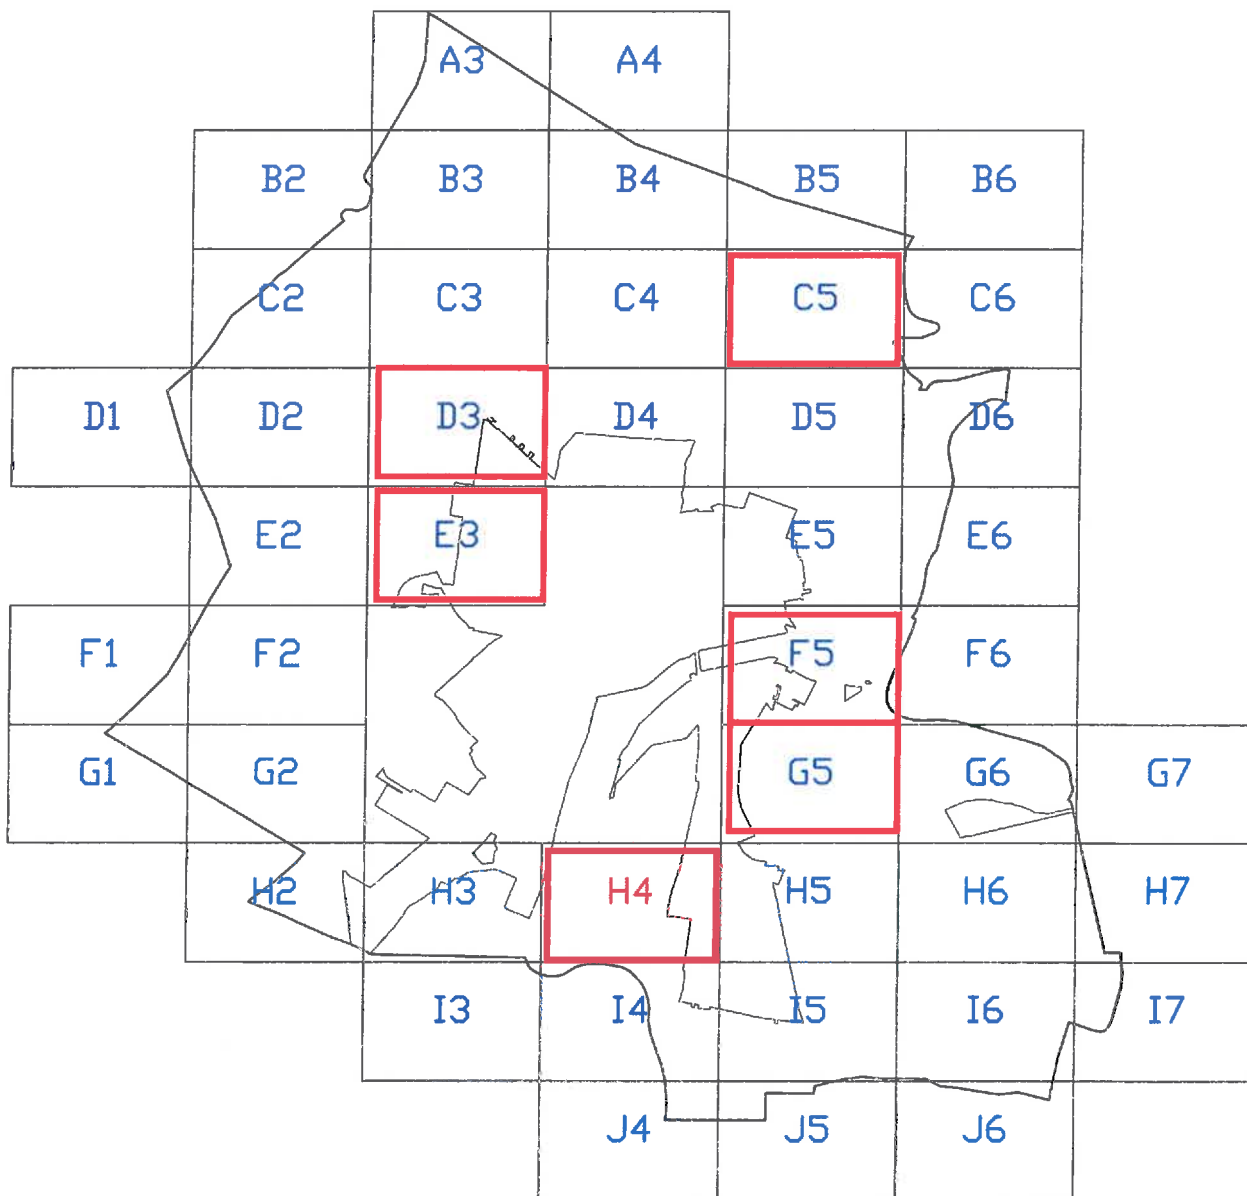 A3 A4
B2 B3 B4 B5 B6
C2 C3 C4 C5 C6
D1 D2 D3 D4 D5 D6
E2 E3 E5 E6
F1 F2 F5 F6
G1 G2 G5 G6 G7
H2 H3 H4 H5 H6 H7
I3 I4 I5 I6 I7
J4 J5 J6